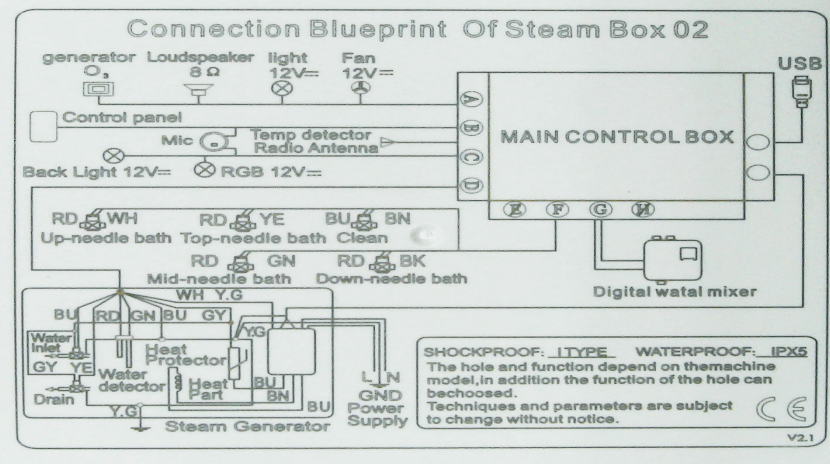 Connection Blueprint Of Steam Box 02
generator Loudspeaker light Fan
O3 8Ω 12V⎓ 12V⎓
USB
Control panel
Mic Temp detector
Radio Antenna
Back Light 12V⎓ RGB 12V⎓
A
B
C
D
MAIN CONTROL BOX
E F G H
RD WH RD YE BU BN
Up-needle bath Top-needle bath Clean
RD GN RD BK
Mid-needle bath Down-needle bath
Digital watal mixer
WH Y.G
BU RD GN BU GY
Y.G
Water
Inlet
GY YE
Heat
Protector
Water
detector
Heat
Part
BU
BN
BU
Drain
Y.G
Steam Generator
L N
GND
Power
Supply
SHOCKPROOF: I TYPE WATERPROOF: IPX5
The hole and function depend on themachine
model,in addition the function of the hole can
bechoosed.
Techniques and parameters are subject
to change without notice.
CE
V2.1